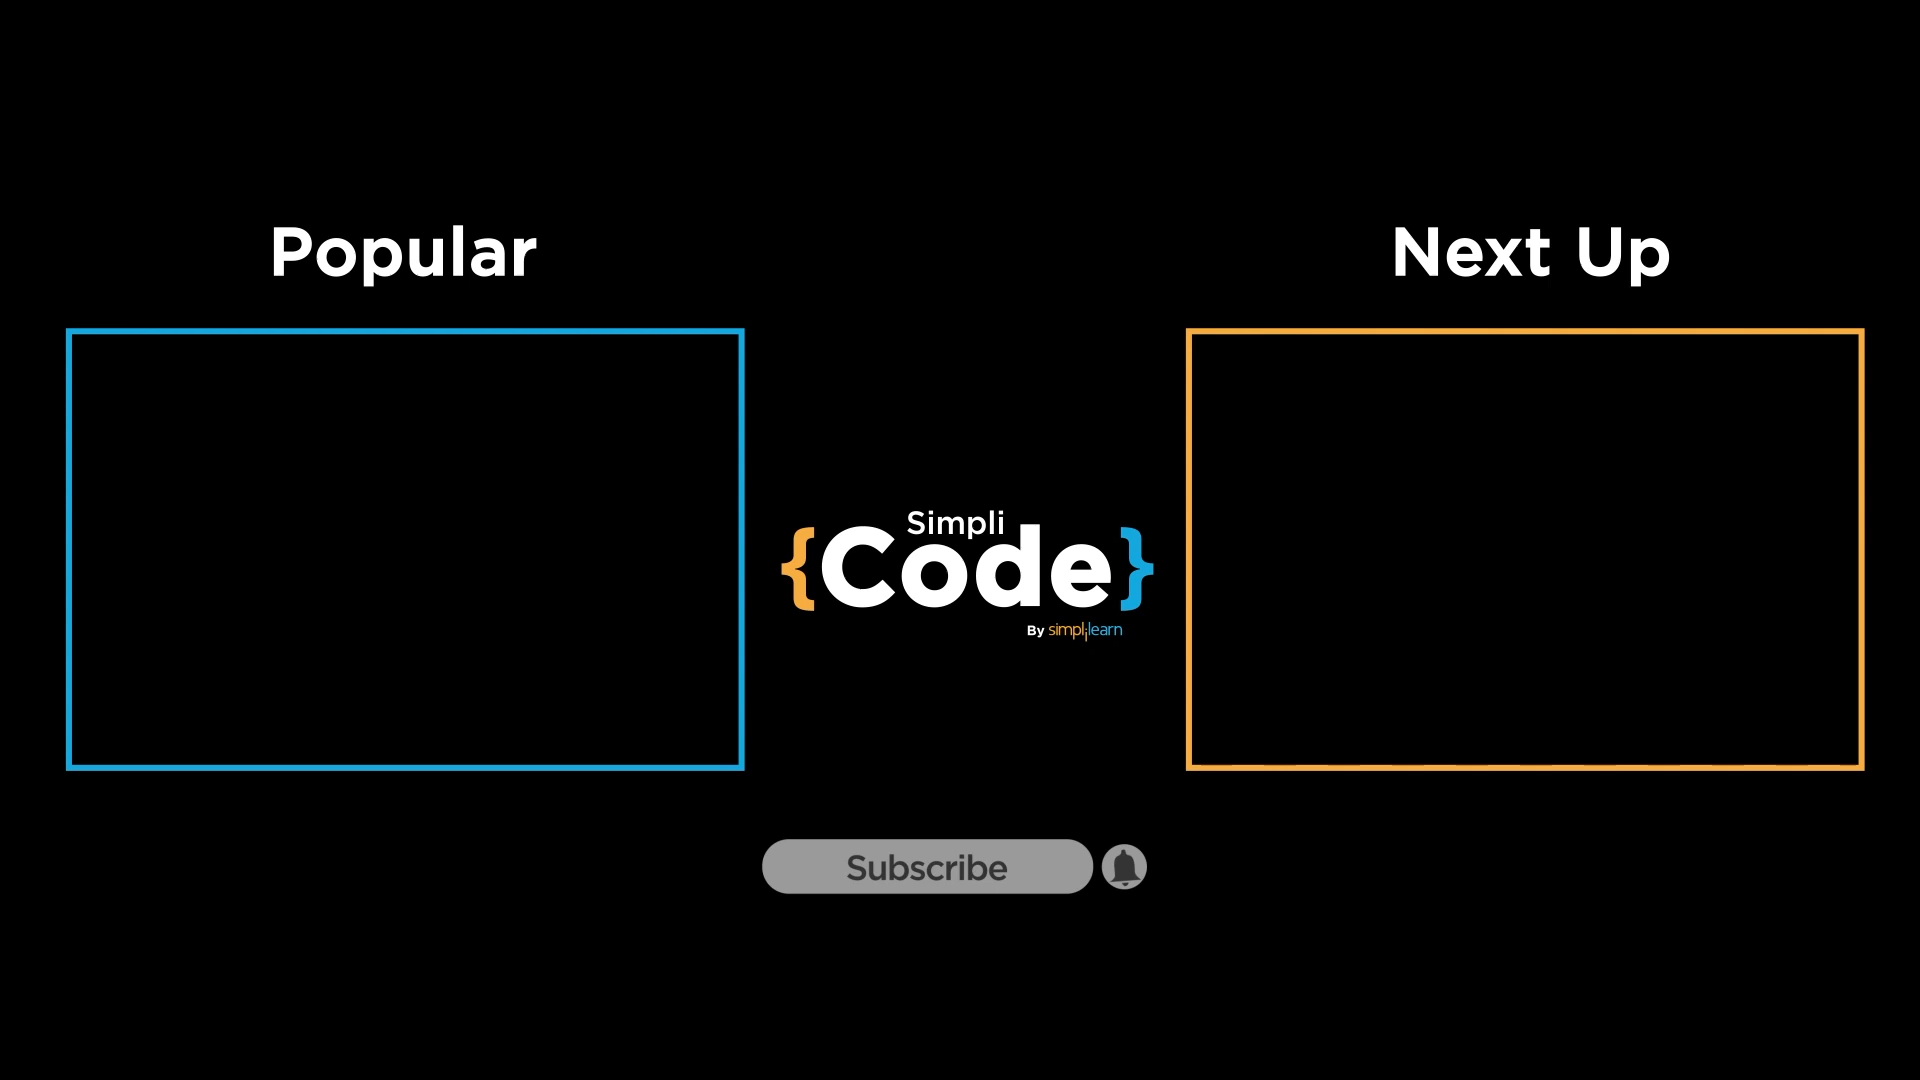 Popular
Next Up
Simpli
{Code}
By simplilearn
Subscribe